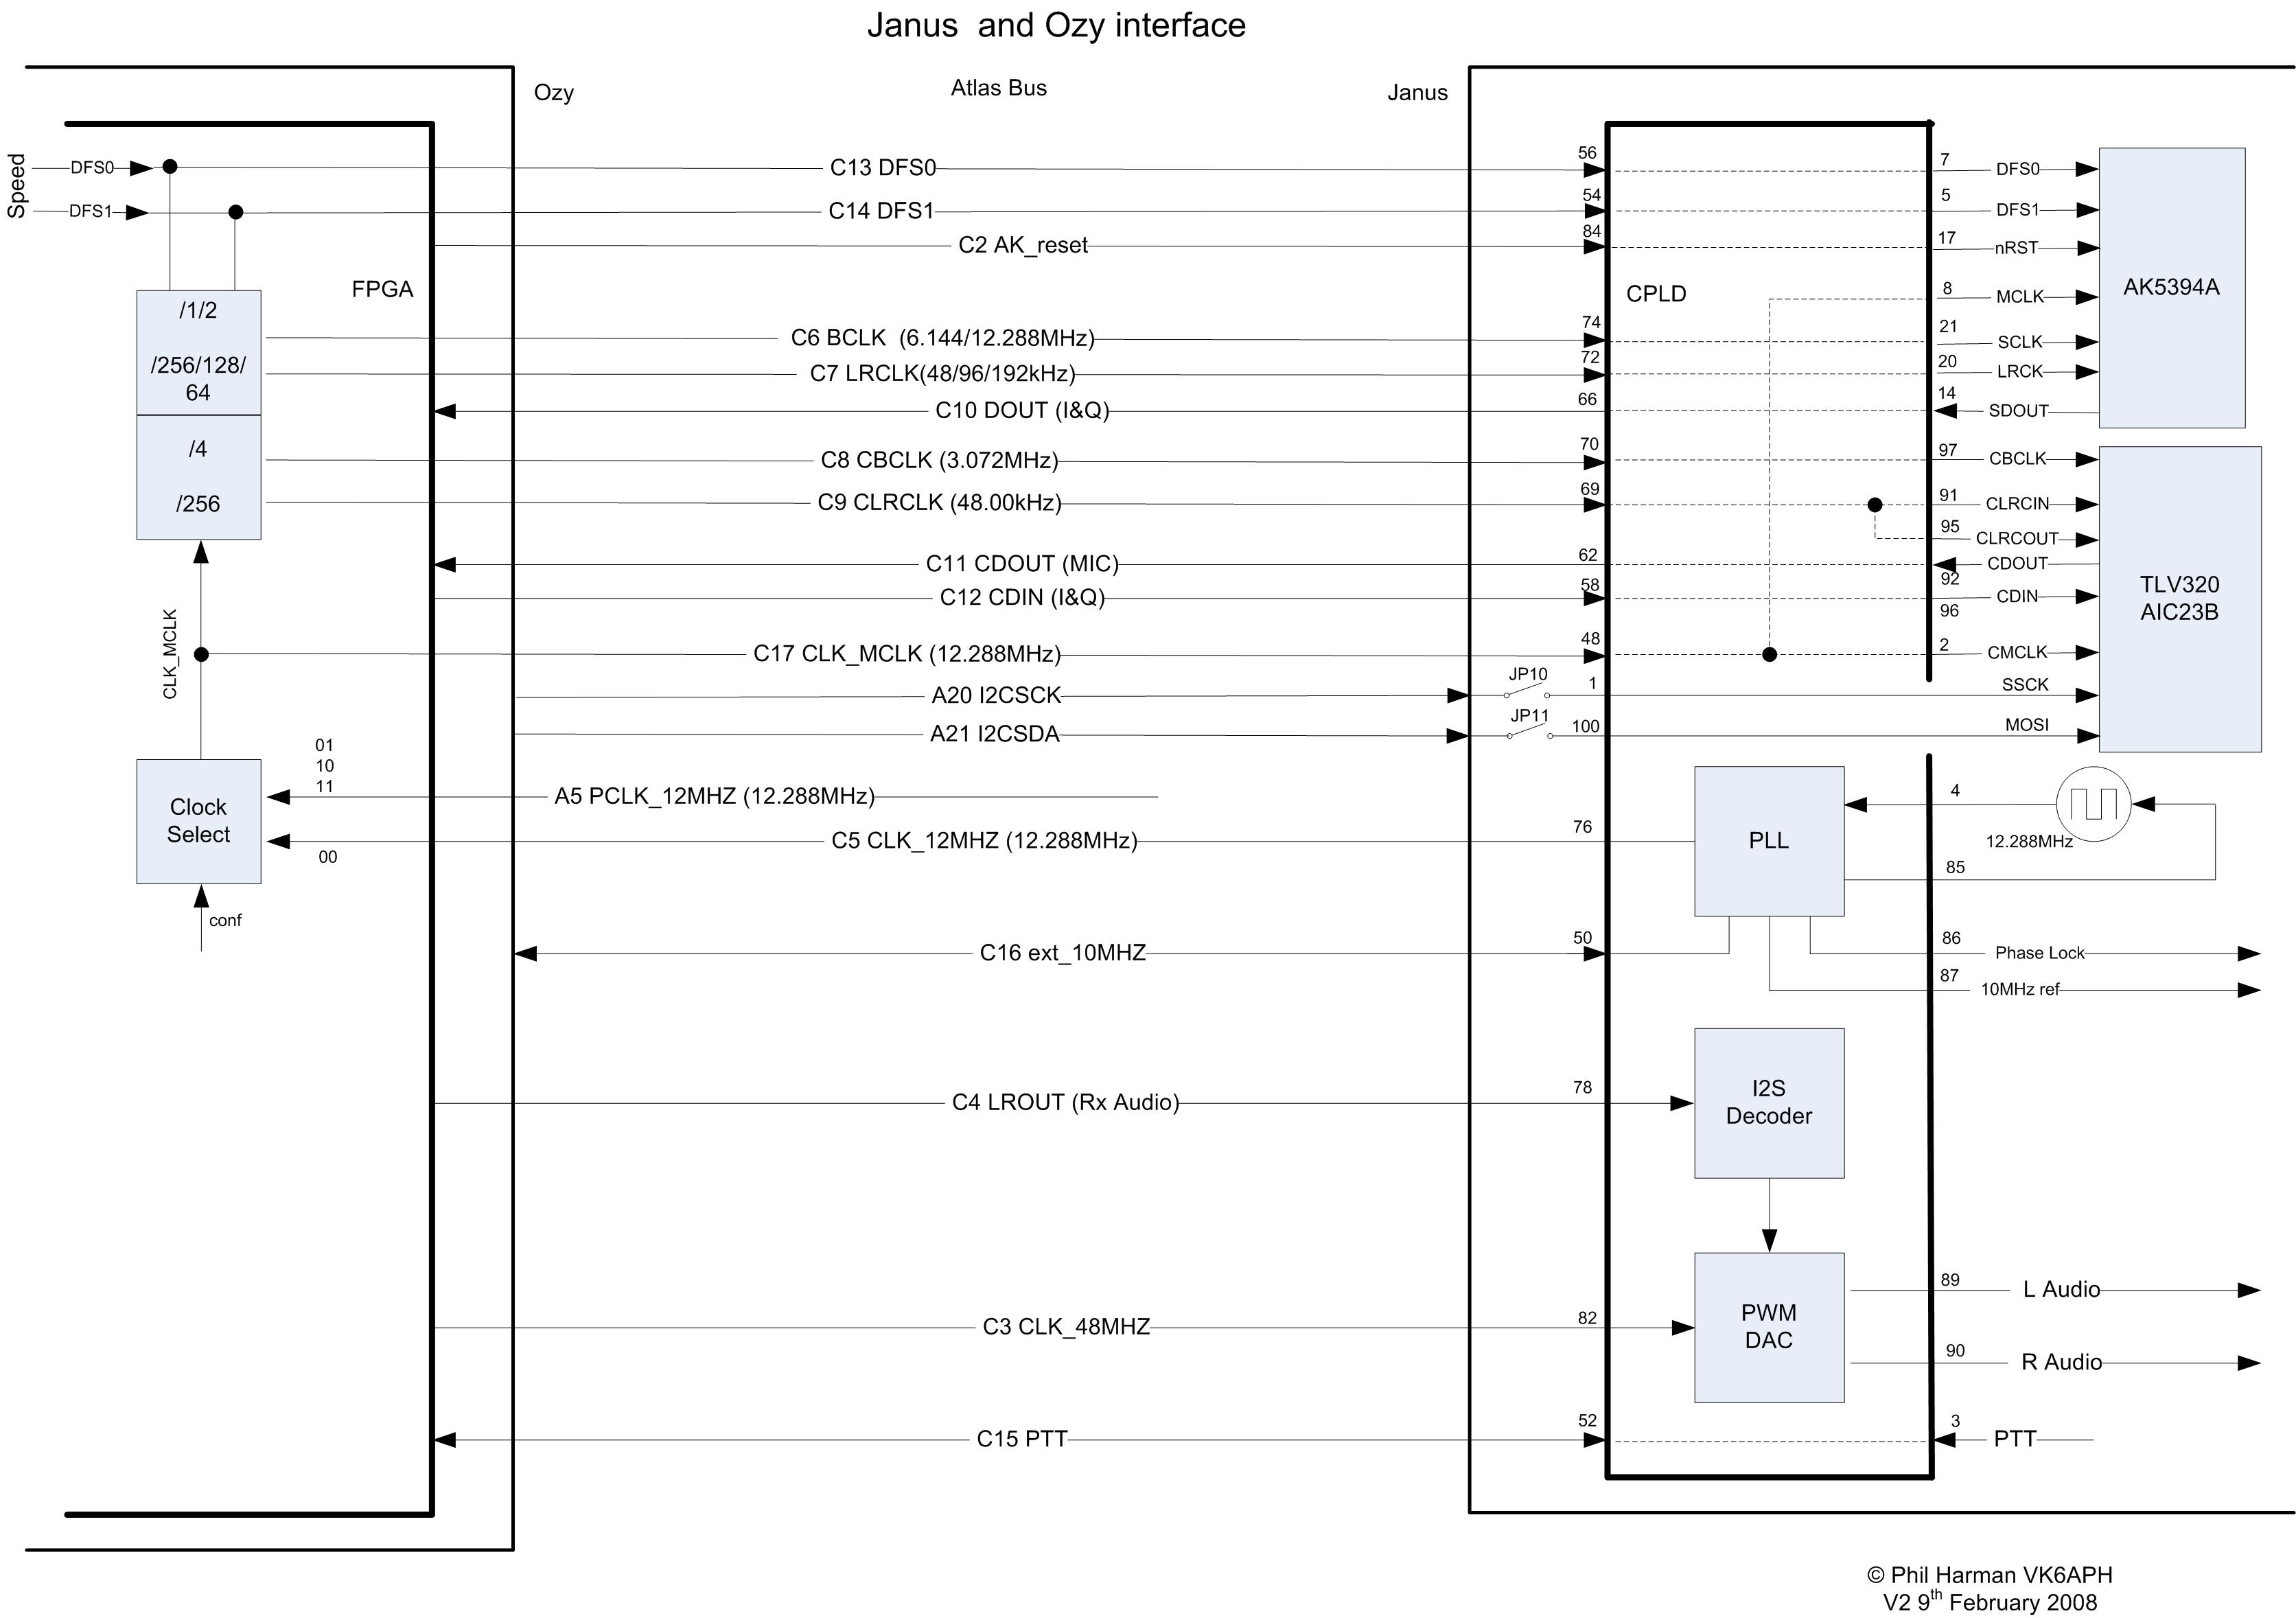 Janus and Ozy interface
Ozy
Atlas Bus
Janus
Speed
DFS0
C13 DFS0
56
7
DFS0
DFS1
C14 DFS1
54
5
DFS1
C2 AK_reset
84
17
nRST
FPGA
CPLD
8
MCLK
AK5394A
/1/2
/256/128/
64
C6 BCLK (6.144/12.288MHz)
74
21
SCLK
C7 LRCLK(48/96/192kHz)
72
20
LRCK
C10 DOUT (I&Q)
66
14
SDOUT
/4
/256
C8 CBCLK (3.072MHz)
70
97
CBCLK
C9 CLRCLK (48.00kHz)
69
91
CLRCIN
95
CLRCOUT
C11 CDOUT (MIC)
62
CDOUT
92
C12 CDIN (I&Q)
58
CDIN
96
TLV320
AIC23B
CLK_MCLK
C17 CLK_MCLK (12.288MHz)
48
2
CMCLK
A20 I2CSCK
JP10
1
SSCK
A21 I2CSDA
JP11
100
MOSI
01
10
11
Clock
Select
A5 PCLK_12MHZ (12.288MHz)
4
C5 CLK_12MHZ (12.288MHz)
76
PLL
12.288MHz
00
85
conf
C16 ext_10MHZ
50
86
Phase Lock
87
10MHz ref
C4 LROUT (Rx Audio)
78
I2S
Decoder
89
L Audio
C3 CLK_48MHZ
82
PWM
DAC
90
R Audio
C15 PTT
52
3
PTT
© Phil Harman VK6APH
V2 9th February 2008